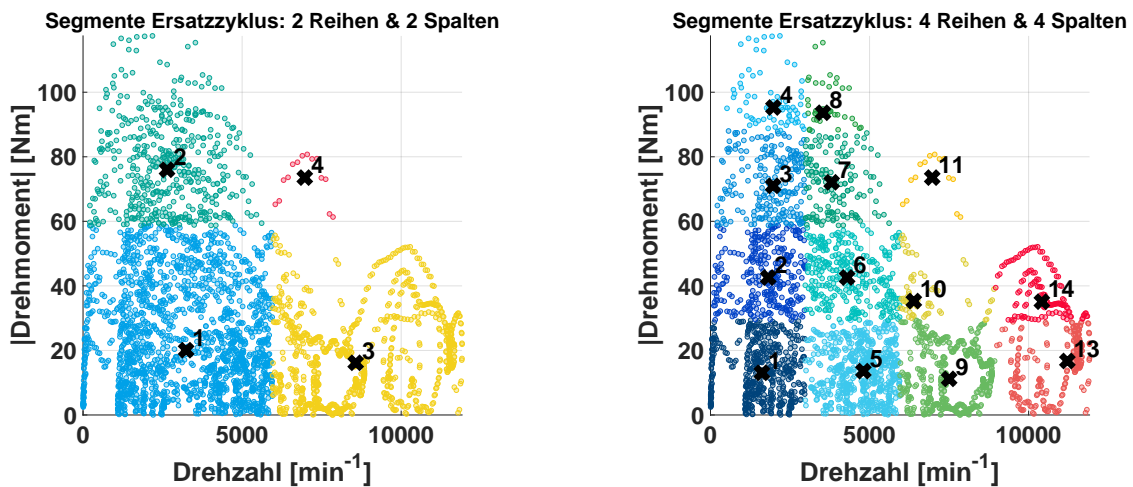 Segmente Ersatzzyklus: 2 Reihen & 2 Spalten
|Drehmoment| [Nm]
100
80
60
40
20
0
0 5000 10000
Drehzahl [min⁻¹]
2
4
1
3
Segmente Ersatzzyklus: 4 Reihen & 4 Spalten
|Drehmoment| [Nm]
100
80
60
40
20
0
0 5000 10000
Drehzahl [min⁻¹]
4 8
3 7 11
2 6
10 14
1 5 9 13